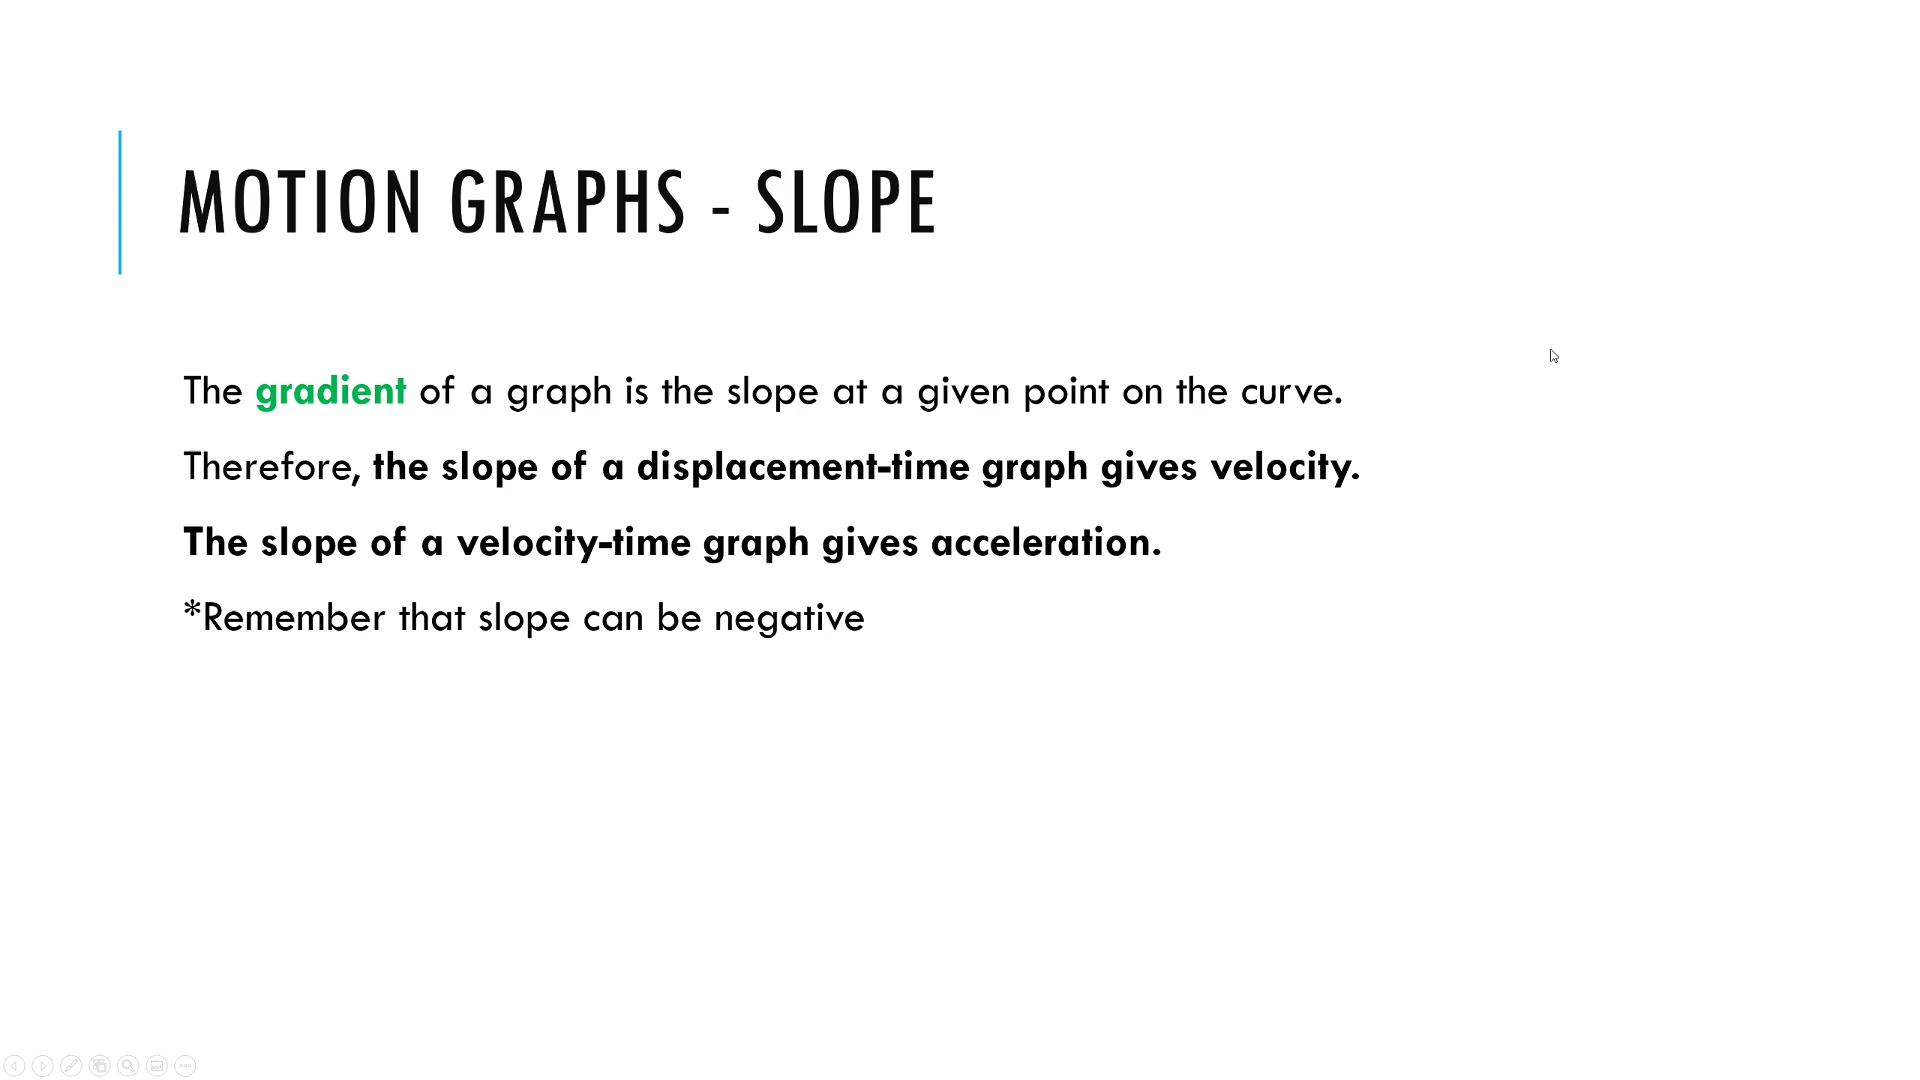 MOTION GRAPHS - SLOPE
The gradient of a graph is the slope at a given point on the curve.
Therefore, the slope of a displacement-time graph gives velocity.
The slope of a velocity-time graph gives acceleration.
*Remember that slope can be negative